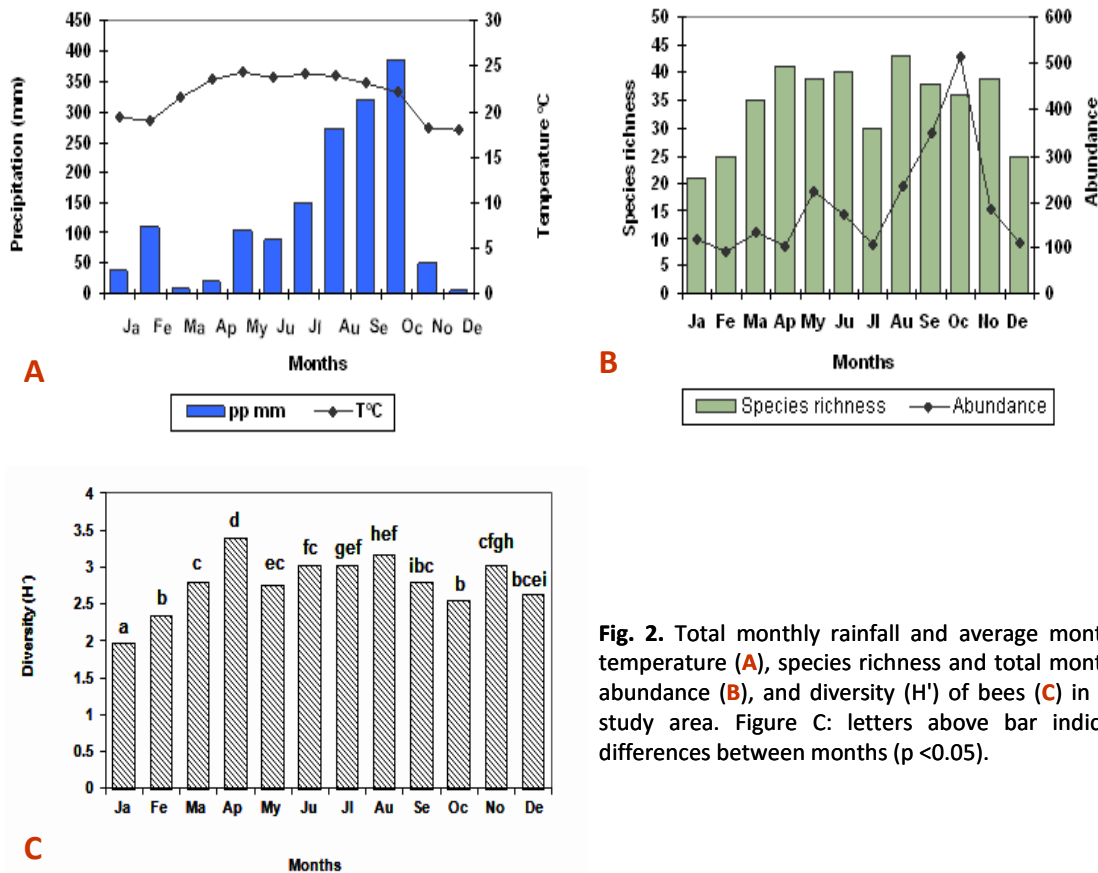 450
400
350
300
250
200
150
100
50
0
Precipitation (mm)
30
25
20
15
10
5
0
Temperature ºC
Ja Fe Ma Ap My Ju Jl Au Se Oc No De
Months
A
pp mm T°C
50
45
40
35
30
25
20
15
10
5
0
Species richness
600
500
400
300
200
100
0
Abundance
Ja Fe Ma Ap My Ju Jl Au Se Oc No De
Months
B
Species richness Abundance
4
3.5
3
2.5
2
1.5
1
0.5
0
Diversity (H')
a b c d ec fc gef hef ibc b cfgh bcei
Ja Fe Ma Ap My Ju Jl Au Se Oc No De
Months
C
Fig. 2. Total monthly rainfall and average mont
temperature (A), species richness and total mont
abundance (B), and diversity (H') of bees (C) in
study area. Figure C: letters above bar indic
differences between months (p <0.05).